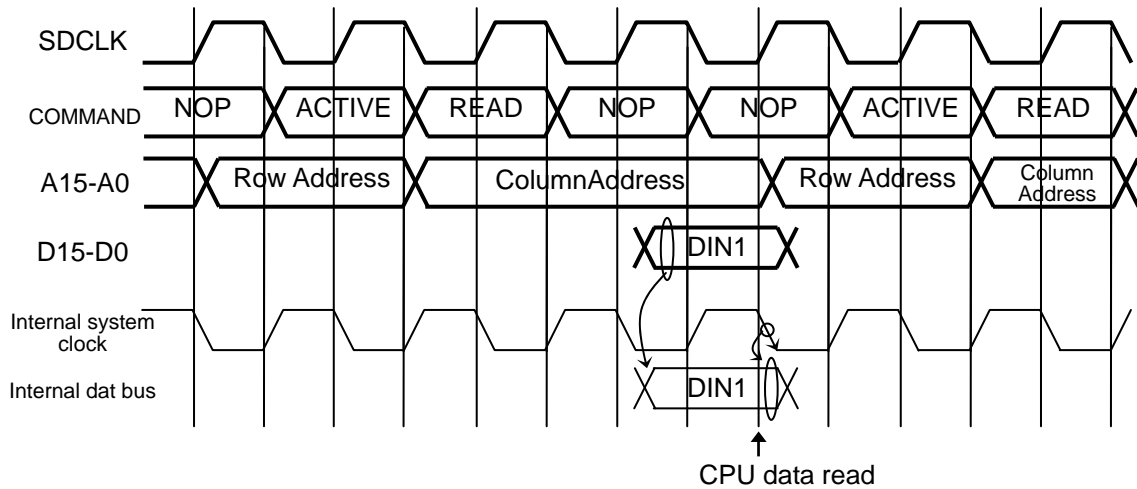 SDCLK
COMMAND NOP ACTIVE READ NOP NOP ACTIVE READ
A15-A0 Row Address ColumnAddress Row Address Column
Address
D15-D0 DIN1
Internal system
clock
Internal dat bus DIN1
CPU data read